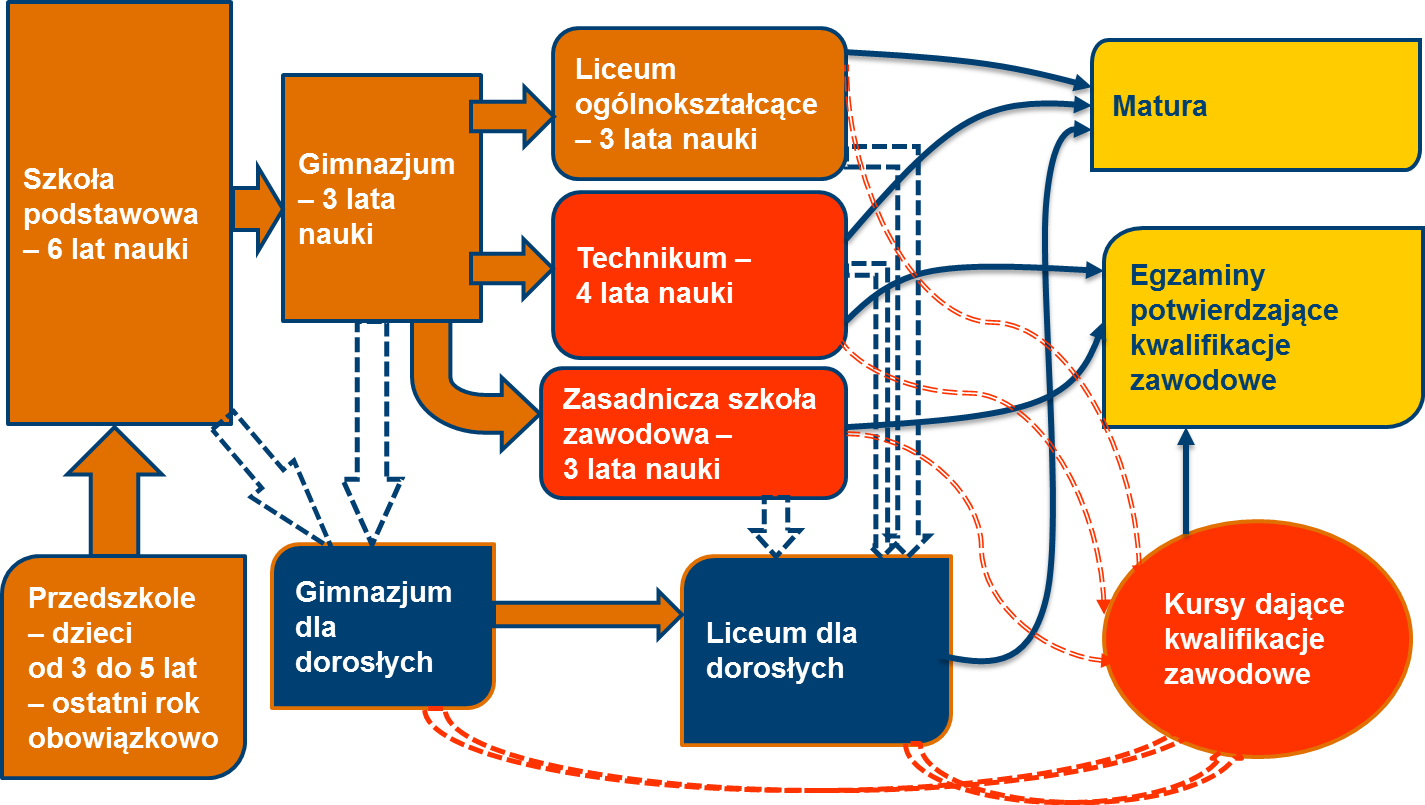 Szkoła
podstawowa
– 6 lat nauki
Gimnazjum
– 3 lata
nauki
Liceum
ogólnokształcące
– 3 lata nauki
Matura
Technikum –
4 lata nauki
Egzaminy
potwierdzające
kwalifikacje
zawodowe
Zasadnicza szkoła
zawodowa –
3 lata nauki
Przedszkole
– dzieci
od 3 do 5 lat
– ostatni rok
obowiązkowo
Gimnazjum
dla
dorosłych
Liceum dla
dorosłych
Kursy dające
kwalifikacje
zawodowe